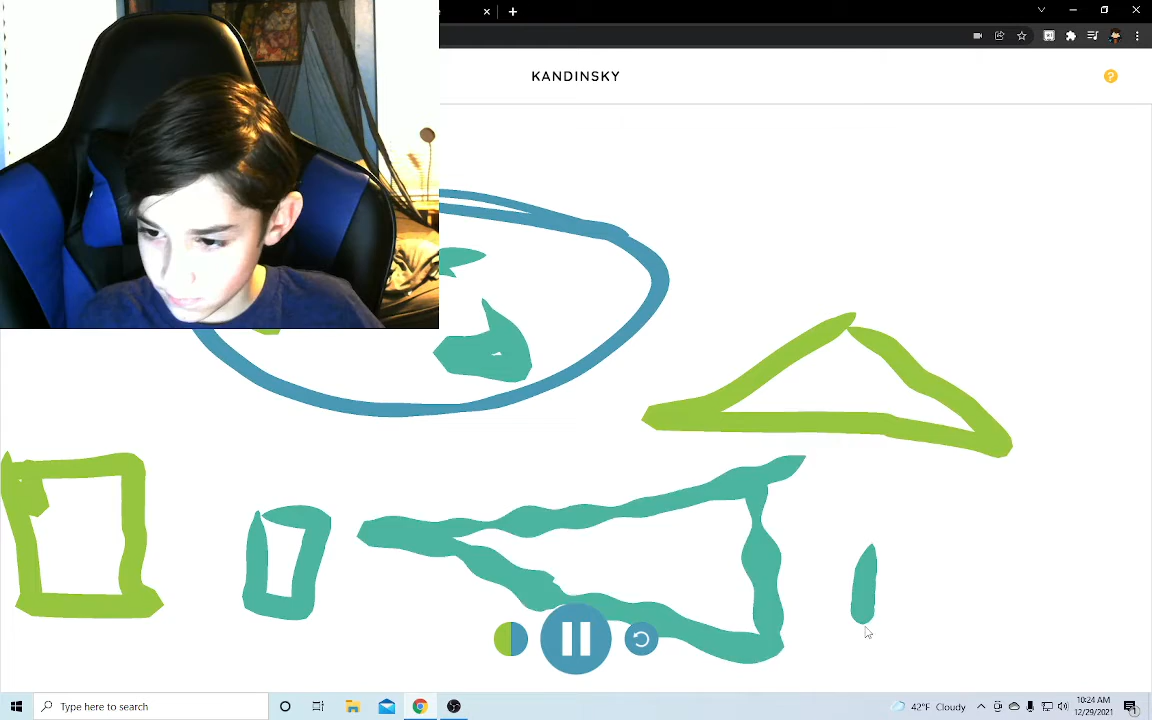 KANDINSKY
?
Type here to search
42°F Cloudy
10:24 AM
12/29/2021